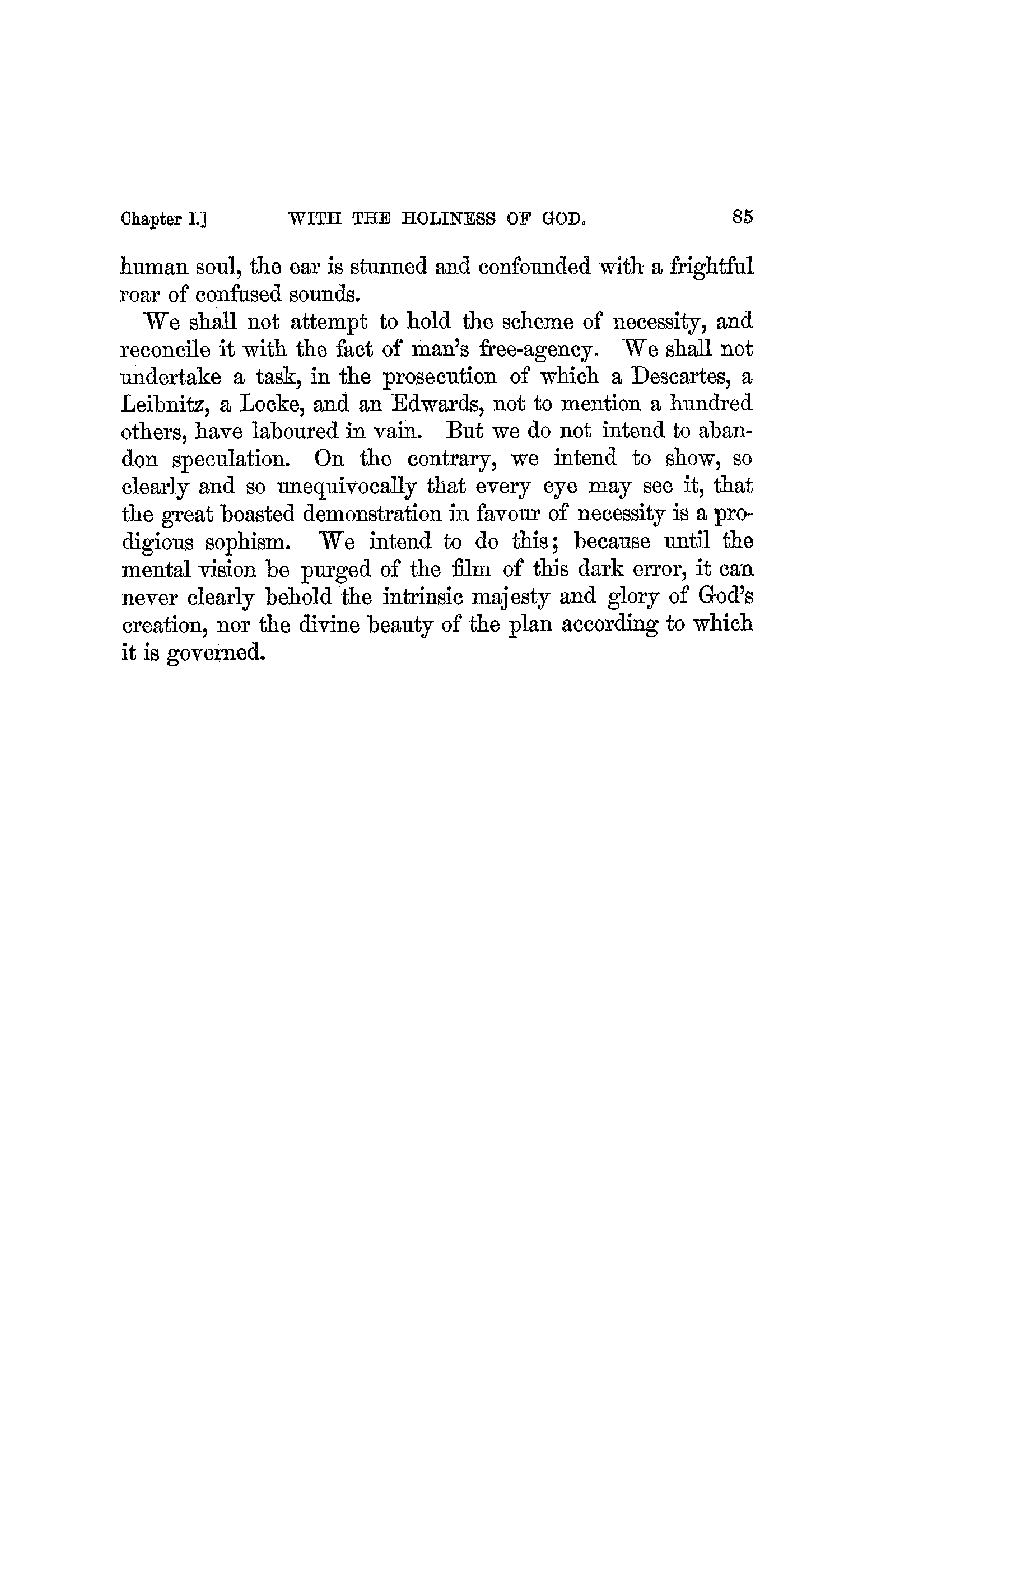 Chapter I.] WITH THE HOLINESS OF GOD. 85
human soul, the ear is stunned and confounded with a frightful
roar of confused sounds.
We shall not attempt to hold the scheme of necessity, and
reconcile it with the fact of man's free-agency. We shall not
undertake a task, in the prosecution of which a Descartes, a
Leibnitz, a Locke, and an Edwards, not to mention a hundred
others, have laboured in vain. But we do not intend to aban-
don speculation. On the contrary, we intend to show, so
clearly and so unequivocally that every eye may see it, that
the great boasted demonstration in favour of necessity is a pro-
digious sophism. We intend to do this; because until the
mental vision be purged of the film of this dark error, it can
never clearly behold the intrinsic majesty and glory of God's
creation, nor the divine beauty of the plan according to which
it is governed.